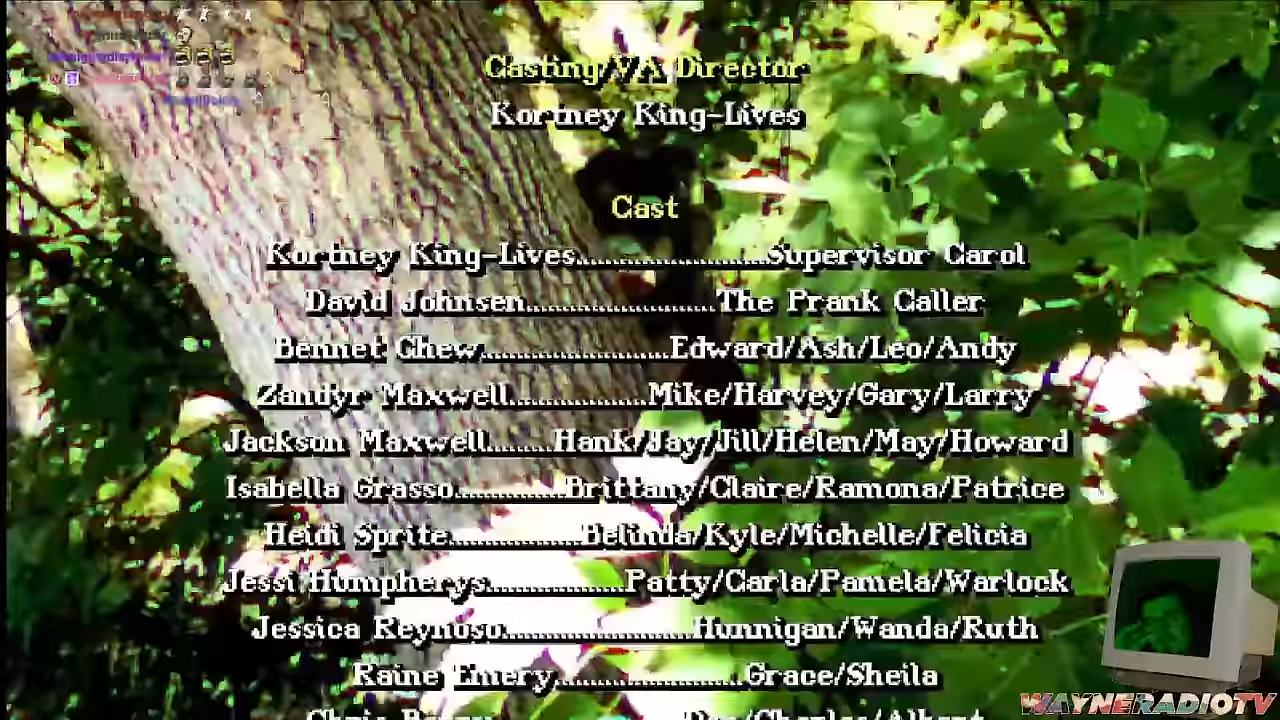 Casting/VA Director
Kortney King-Lives
Cast
Kortney King-Lives......................Supervisor Carol
David Johnsen......................The Prank Caller
Bennet Chew......................Edward/Ash/Leo/Andy
Zandyr Maxwell................Mike/Harvey/Gary/Larry
Jackson Maxwell........Hank/Jay/Jill/Helen/May/Howard
Isabella Grasso.............Brittany/Claire/Ramona/Patrice
Heidi Sprite...............Belinda/Kyle/Michelle/Felicia
Jessi Humpherys................Patty/Carla/Pamela/Warlock
Jessica Reynoso......................Hunnigan/Wanda/Ruth
Raine Emery......................Grace/Sheila
WAYNERADIOTV